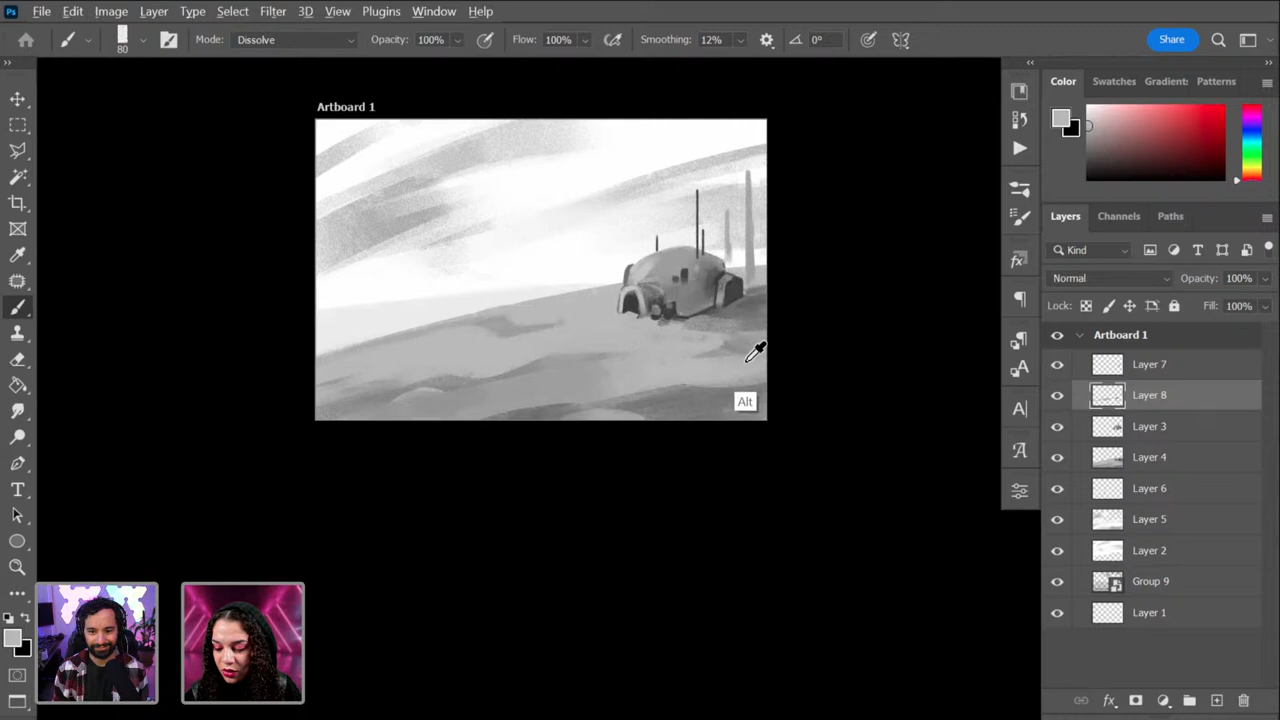 Ps File Edit Image Layer Type Select Filter 3D View Plugins Window Help
80 Mode: Dissolve Opacity: 100% Flow: 100% Smoothing: 12% 0° Share
Artboard 1
Alt
Color Swatches Gradient: Patterns
Layers Channels Paths
Kind
Normal Opacity: 100%
Lock: Fill: 100%
Artboard 1
Layer 7
Layer 8
Layer 3
Layer 4
Layer 6
Layer 5
Layer 2
Group 9
Layer 1